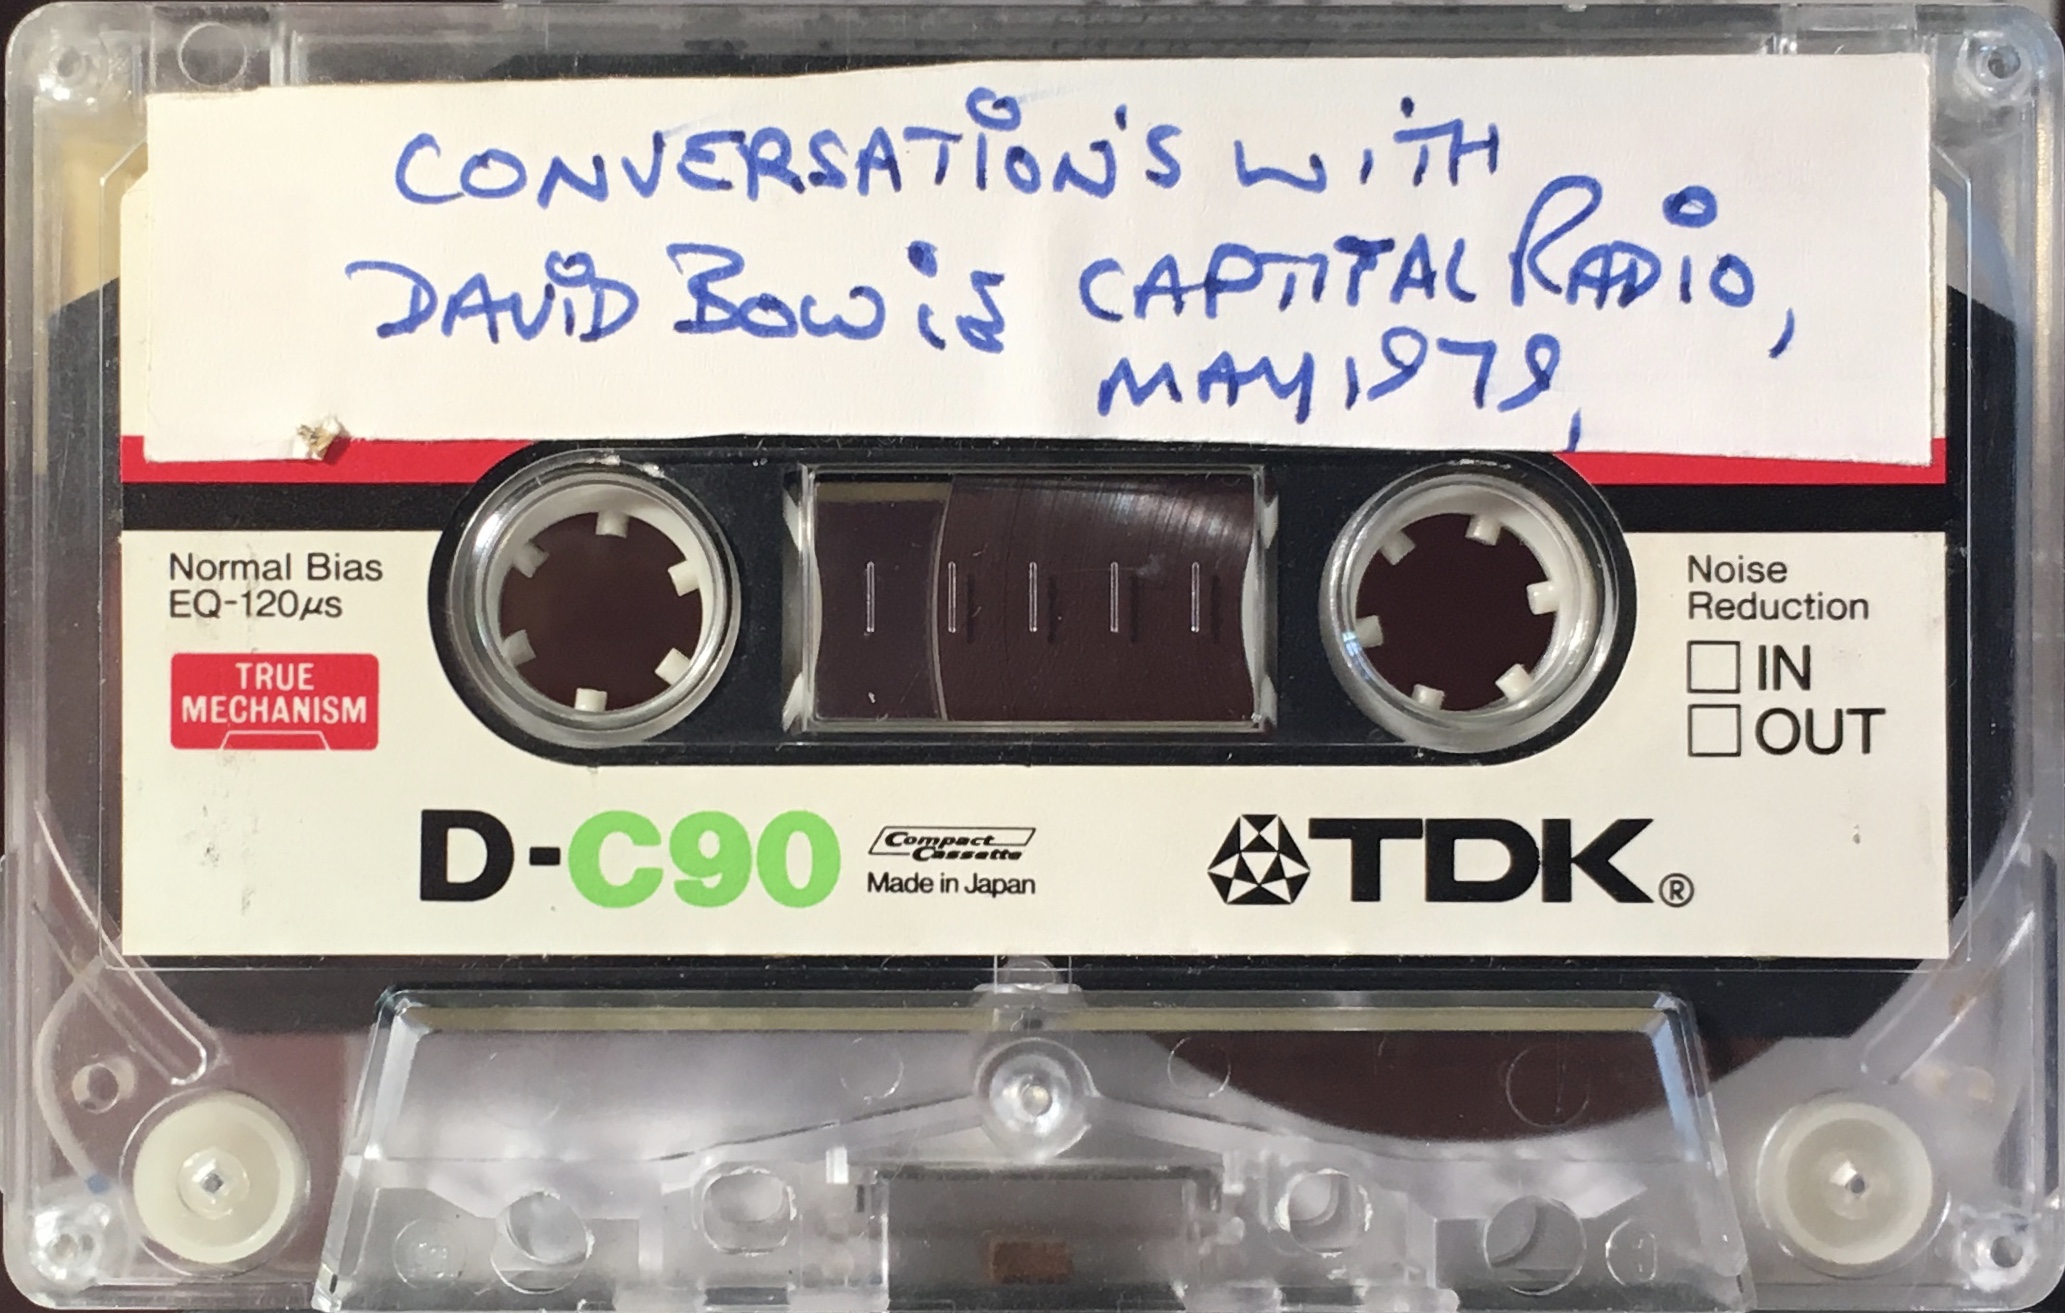 CONVERSATION'S WITH
DAVID BOWiE CAPTITAL RADIO,
MAY 1979,
Normal Bias
EQ-120µs
TRUE
MECHANISM
Noise
Reduction
IN
OUT
D-C90
Compact
Cassette
Made in Japan
TDK®